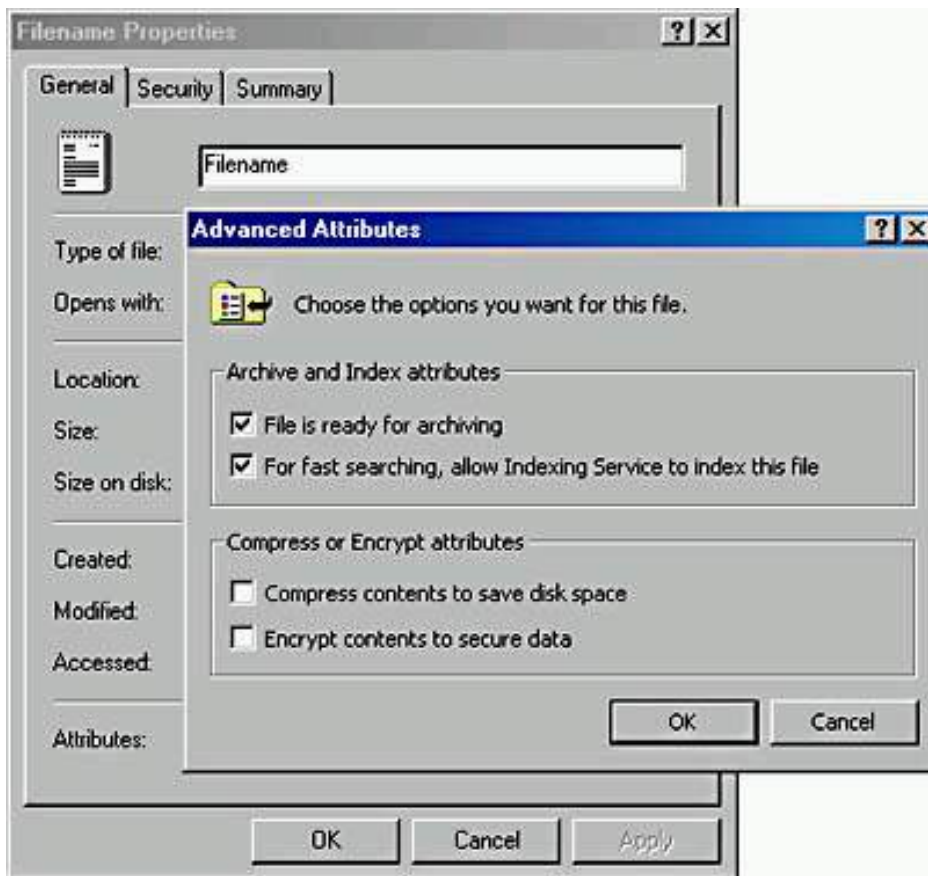 Filename Properties
General Security Summary
Filename
Type of file:
Opens with:
Location:
Size:
Size on disk:
Created:
Modified:
Accessed:
Attributes:
OK Cancel Apply
Advanced Attributes
Choose the options you want for this file.
Archive and Index attributes
File is ready for archiving
For fast searching, allow Indexing Service to index this file
Compress or Encrypt attributes
Compress contents to save disk space
Encrypt contents to secure data
OK Cancel